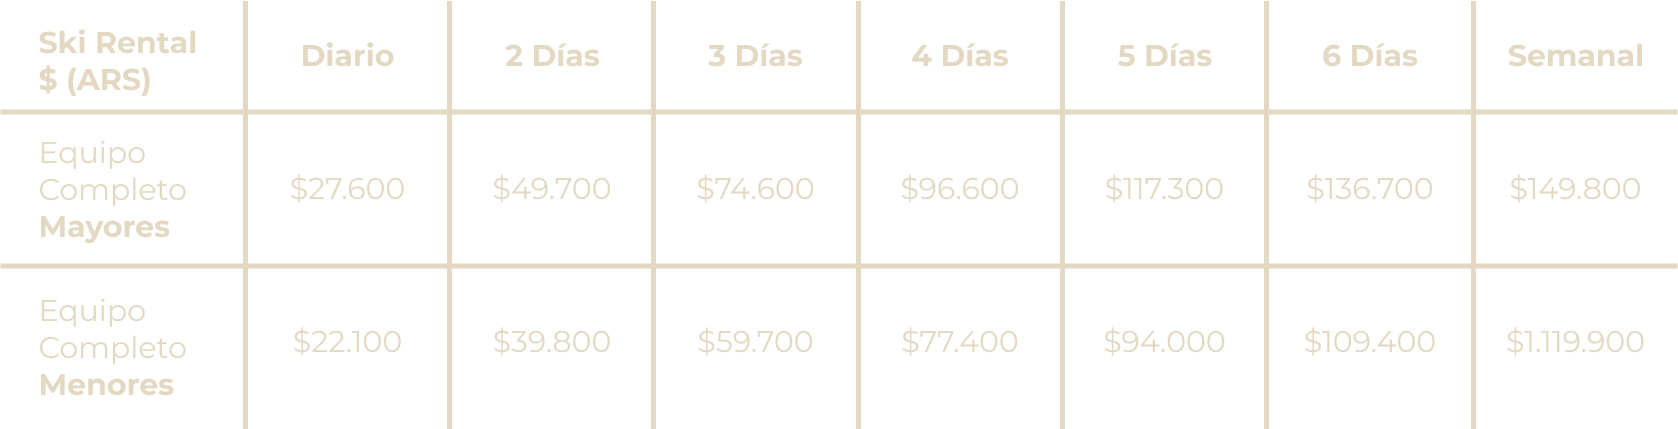 Ski Rental
$ (ARS)
Diario
2 Días
3 Días
4 Días
5 Días
6 Días
Semanal
Equipo
Completo
Mayores
$27.600
$49.700
$74.600
$96.600
$117.300
$136.700
$149.800
Equipo
Completo
Menores
$22.100
$39.800
$59.700
$77.400
$94.000
$109.400
$1.119.900